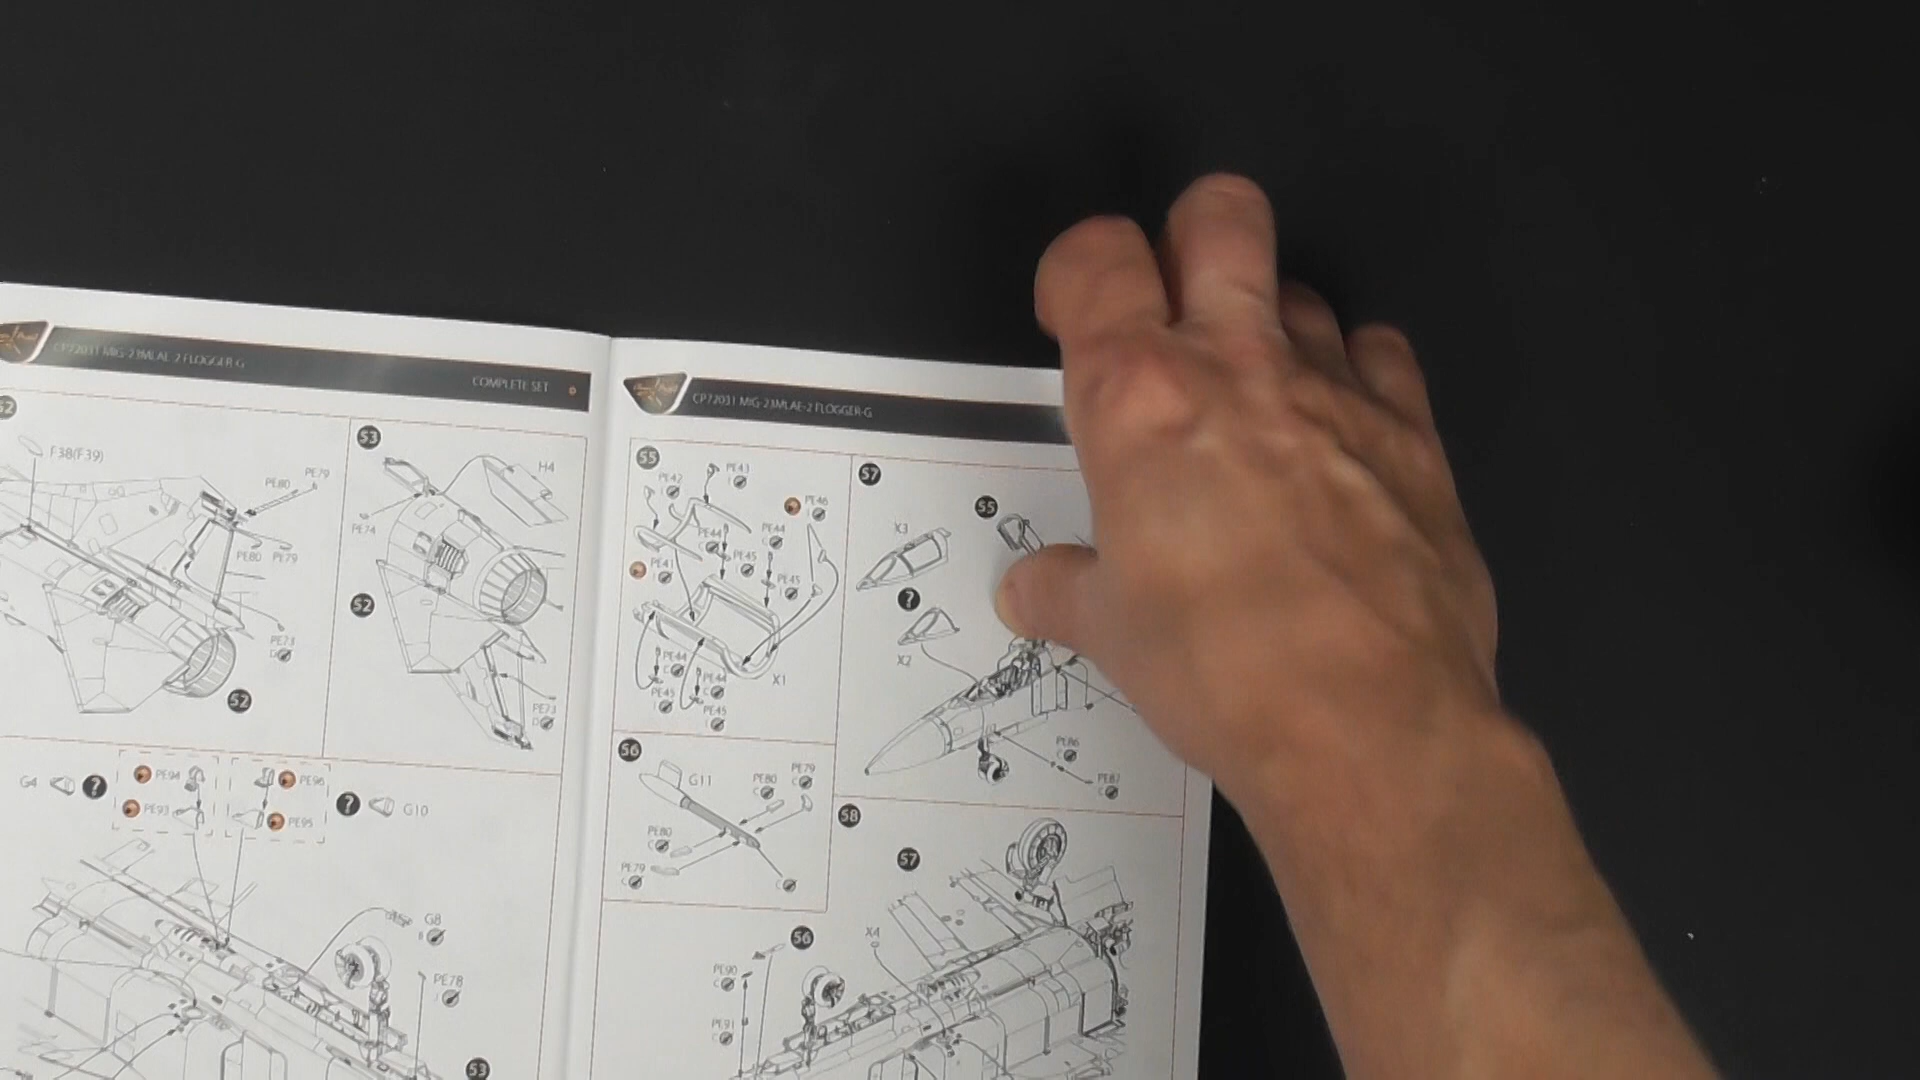 CP72031 MIG-23MLAE-2 FLOGGER-G
COMPLETE SET
52
F38(F39)
PE80
PE79
PE80
PE79
PE73
D
52
53
H4
PE74
52
PE73
D
G4
?
PE94
PE93
PE96
PE95
?
G10
G8
B
PE78
J
53
CP72031 MIG-23MLAE-2 FLOGGER-G
55
PE42
I
PE43
I
PE46
I
PE44
C
PE44
C
PE45
I
PE41
I
PE45
I
PE44
C
PE44
C
PE45
I
PE45
I
X1
56
G11
PE80
C
PE79
C
PE80
C
PE79
C
C
57
55
X3
?
X2
PE86
C
PE87
C
58
57
56
X4
PE90
C
PE91
C